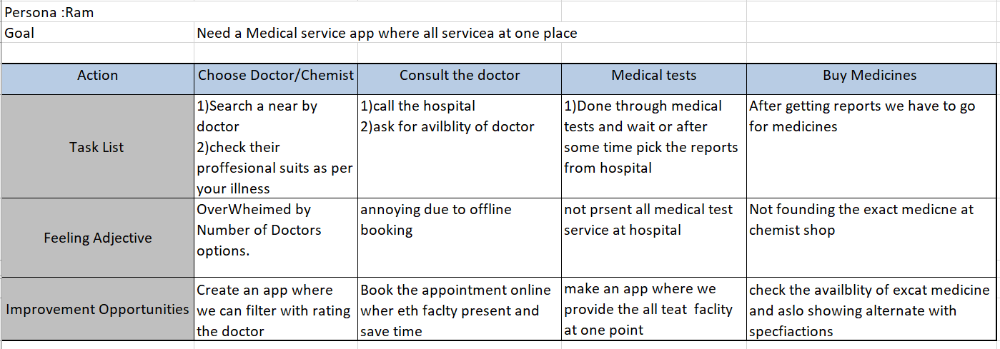 Persona :Ram
Goal
Need a Medical service app where all servicea at one place
Action
Choose Doctor/Chemist
Consult the doctor
Medical tests
Buy Medicines
Task List
1)Search a near by
doctor
2)check their
proffesional suits as per
your illness
1)call the hospital
2)ask for avilblity of doctor
1)Done through medical
tests and wait or after
some time pick the reports
from hospital
After getting reports we have to go
for medicines
Feeling Adjective
OverWheimed by
Number of Doctors
options.
annoying due to offline
booking
not prsent all medical test
service at hospital
Not founding the exact medicne at
chemist shop
Improvement Opportunities
Create an app where
we can filter with rating
the doctor
Book the appointment online
wher eth faclty present and
save time
make an app where we
provide the all teat  faclity
at one point
check the availblity of excat medicine
and aslo showing alternate with
specfiactions